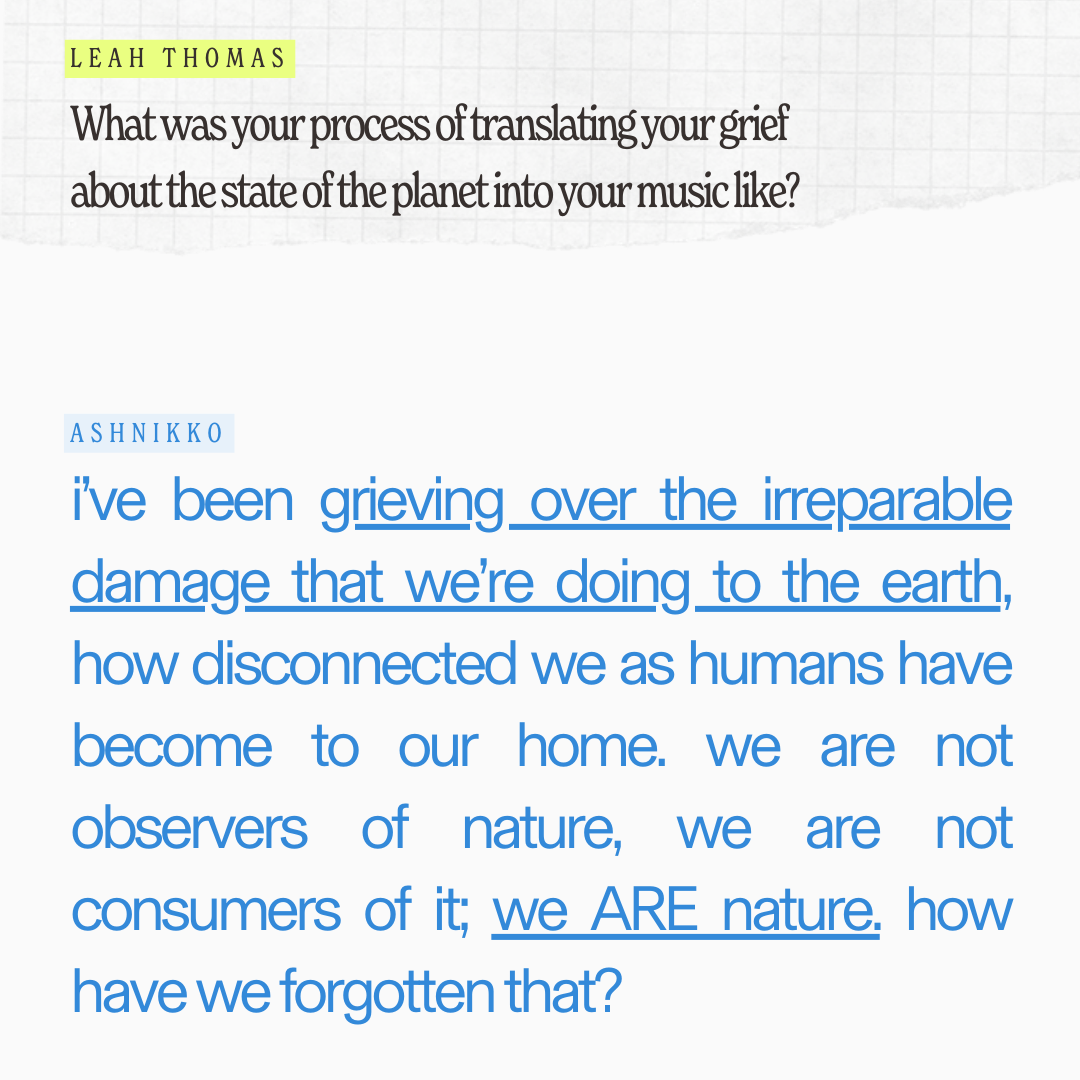 LEAH THOMAS
What was your process of translating your grief
about the state of the planet into your music like?
ASHNIKKO
i've been grieving over the irreparable
damage that we're doing to the earth,
how disconnected we as humans have
become to our home. we are not
observers of nature, we are not
consumers of it; we ARE nature. how
have we forgotten that?